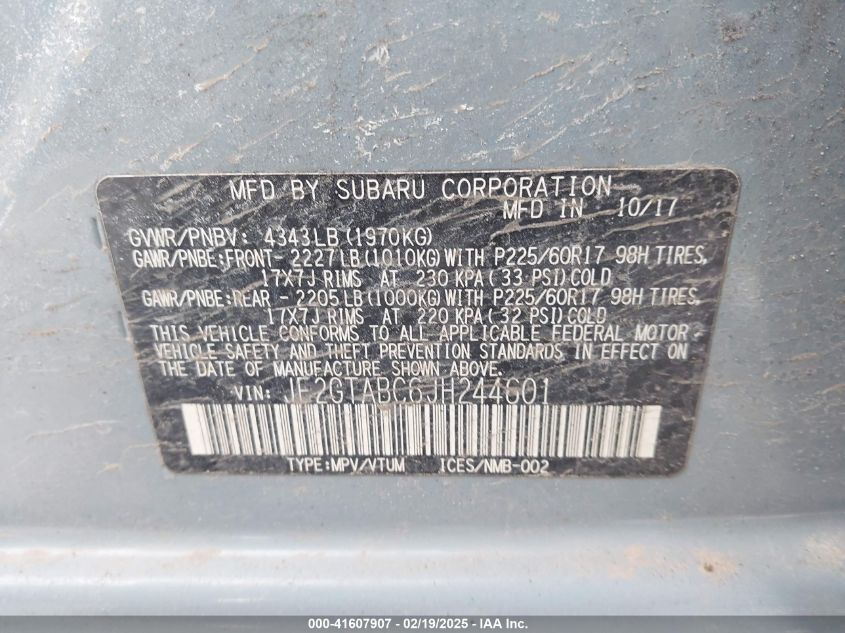 MFD BY SUBARU CORPORATION
MFD IN 10/17
GVWR/PNBV: 4343LB(1970KG)
GAWR/PNBE:FRONT- 2227LB(1010KG)WITH P225/60R17 98H TIRES,
17X7J RIMS AT 230 KPA(33 PSI)COLD
GAWR/PNBE:REAR - 2205LB(1000KG)WITH P225/60R17 98H TIRES,
17X7J RIMS AT 220 KPA(32 PSI)COLD
THIS VEHICLE CONFORMS TO ALL APPLICABLE FEDERAL MOTOR
VEHICLE SAFETY AND THEFT PREVENTION STANDARDS IN EFFECT ON
THE DATE OF MANUFACTURE SHOWN ABOVE.
VIN: JF2GTABC6JH244601
TYPE:MPV/VTUM ICES/NMB-002
000-41607907 - 02/19/2025 - IAA Inc.